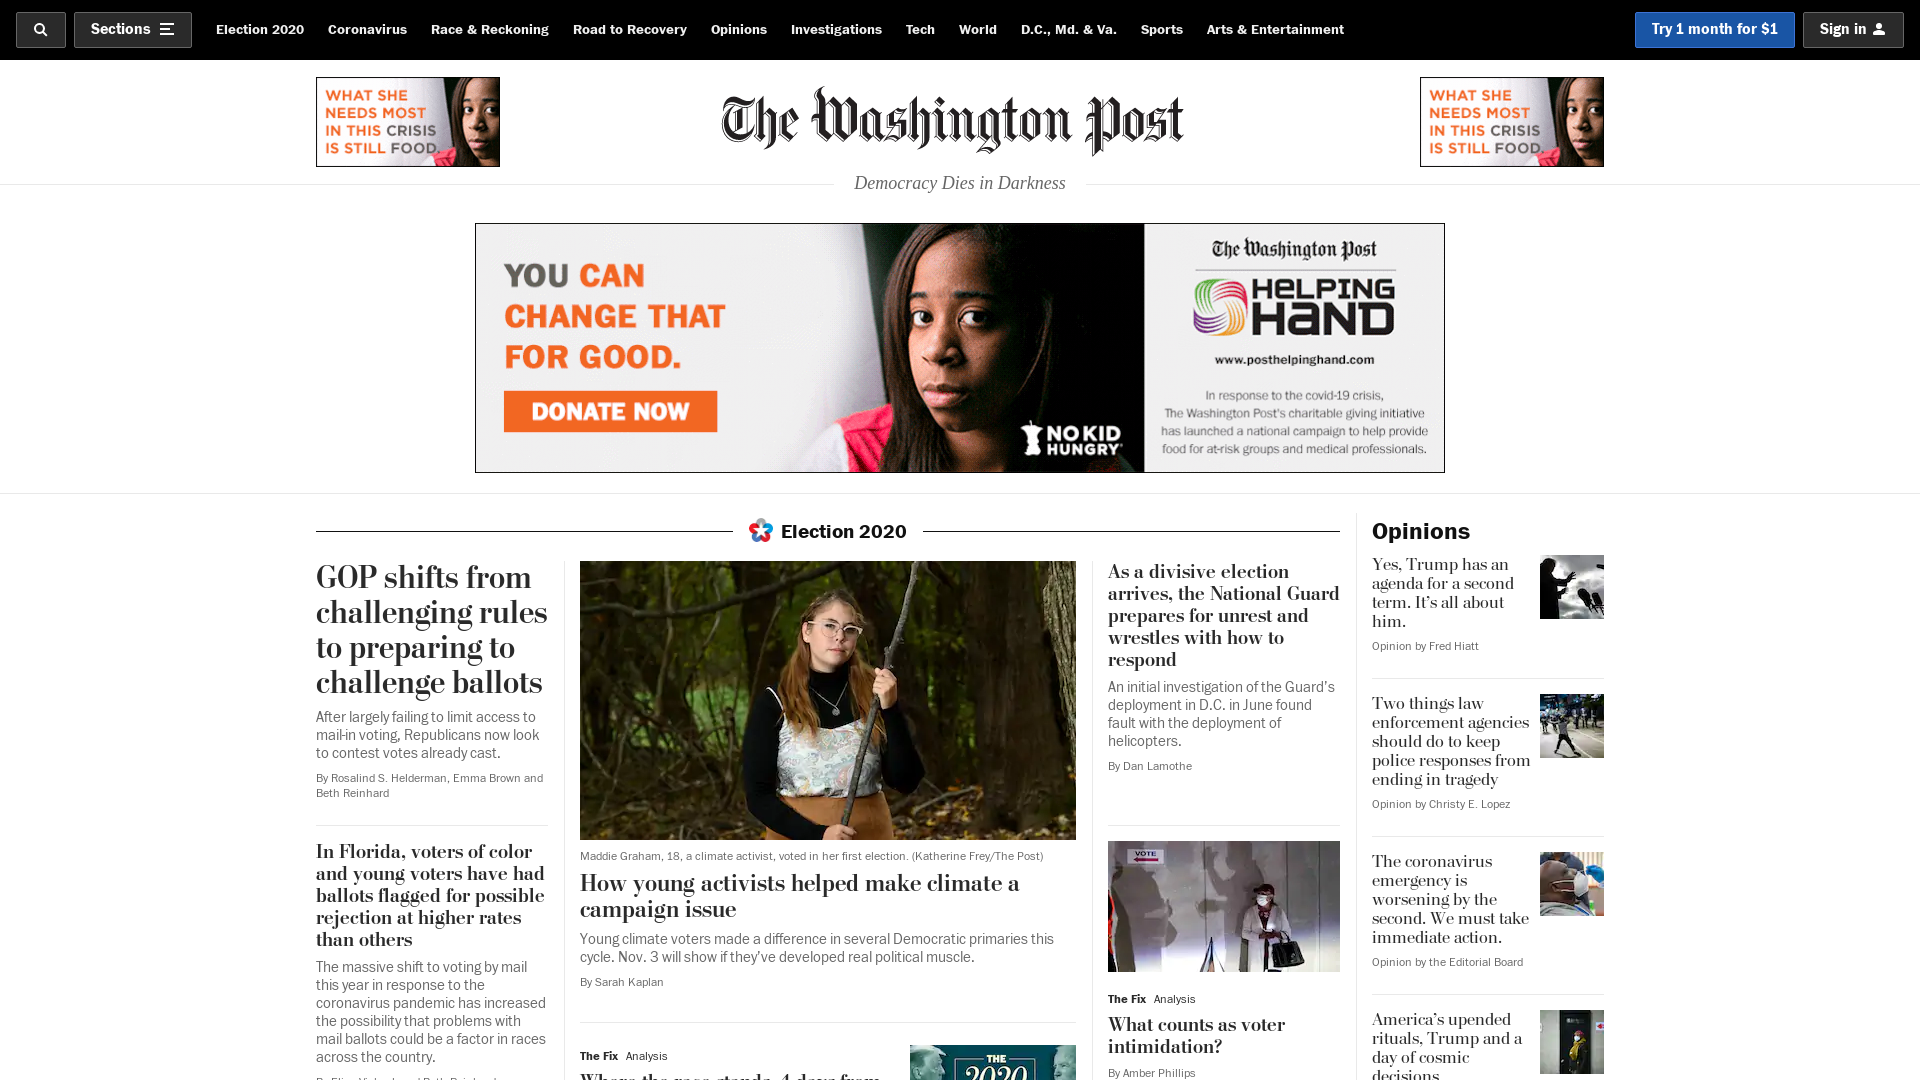 Sections
Election 2020
Coronavirus
Race & Reckoning
Road to Recovery
Opinions
Investigations
Tech
World
D.C., Md. & Va.
Sports
Arts & Entertainment
Try 1 month for $1
Sign in
WHAT SHE
NEEDS MOST
IN THIS CRISIS
IS STILL FOOD.
The Washington Post
Democracy Dies in Darkness
WHAT SHE
NEEDS MOST
IN THIS CRISIS
IS STILL FOOD.
YOU CAN
CHANGE THAT
FOR GOOD.
DONATE NOW
NO KID
HUNGRY
The Washington Post
HELPING
HAND
www.posthelpinghand.com
In response to the covid-19 crisis,
The Washington Post's charitable giving initiative
has launched a national campaign to help provide
food for at-risk groups and medical professionals.
Election 2020
GOP shifts from
challenging rules
to preparing to
challenge ballots
After largely failing to limit access to
mail-in voting, Republicans now look
to contest votes already cast.
By Rosalind S. Helderman, Emma Brown and
Beth Reinhard
In Florida, voters of color
and young voters have had
ballots flagged for possible
rejection at higher rates
than others
The massive shift to voting by mail
this year in response to the
coronavirus pandemic has increased
the possibility that problems with
mail ballots could be a factor in races
across the country.
Maddie Graham, 18, a climate activist, voted in her first election. (Katherine Frey/The Post)
How young activists helped make climate a
campaign issue
Young climate voters made a difference in several Democratic primaries this
cycle. Nov. 3 will show if they've developed real political muscle.
By Sarah Kaplan
The Fix Analysis
Where the race stands, 4 days from
THE
2020
As a divisive election
arrives, the National Guard
prepares for unrest and
wrestles with how to
respond
An initial investigation of the Guard's
deployment in D.C. in June found
fault with the deployment of
helicopters.
By Dan Lamothe
VOTE
The Fix Analysis
What counts as voter
intimidation?
By Amber Phillips
Opinions
Yes, Trump has an
agenda for a second
term. It's all about
him.
Opinion by Fred Hiatt
Two things law
enforcement agencies
should do to keep
police responses from
ending in tragedy
Opinion by Christy E. Lopez
The coronavirus
emergency is
worsening by the
second. We must take
immediate action.
Opinion by the Editorial Board
America's upended
rituals, Trump and a
day of cosmic
decisions